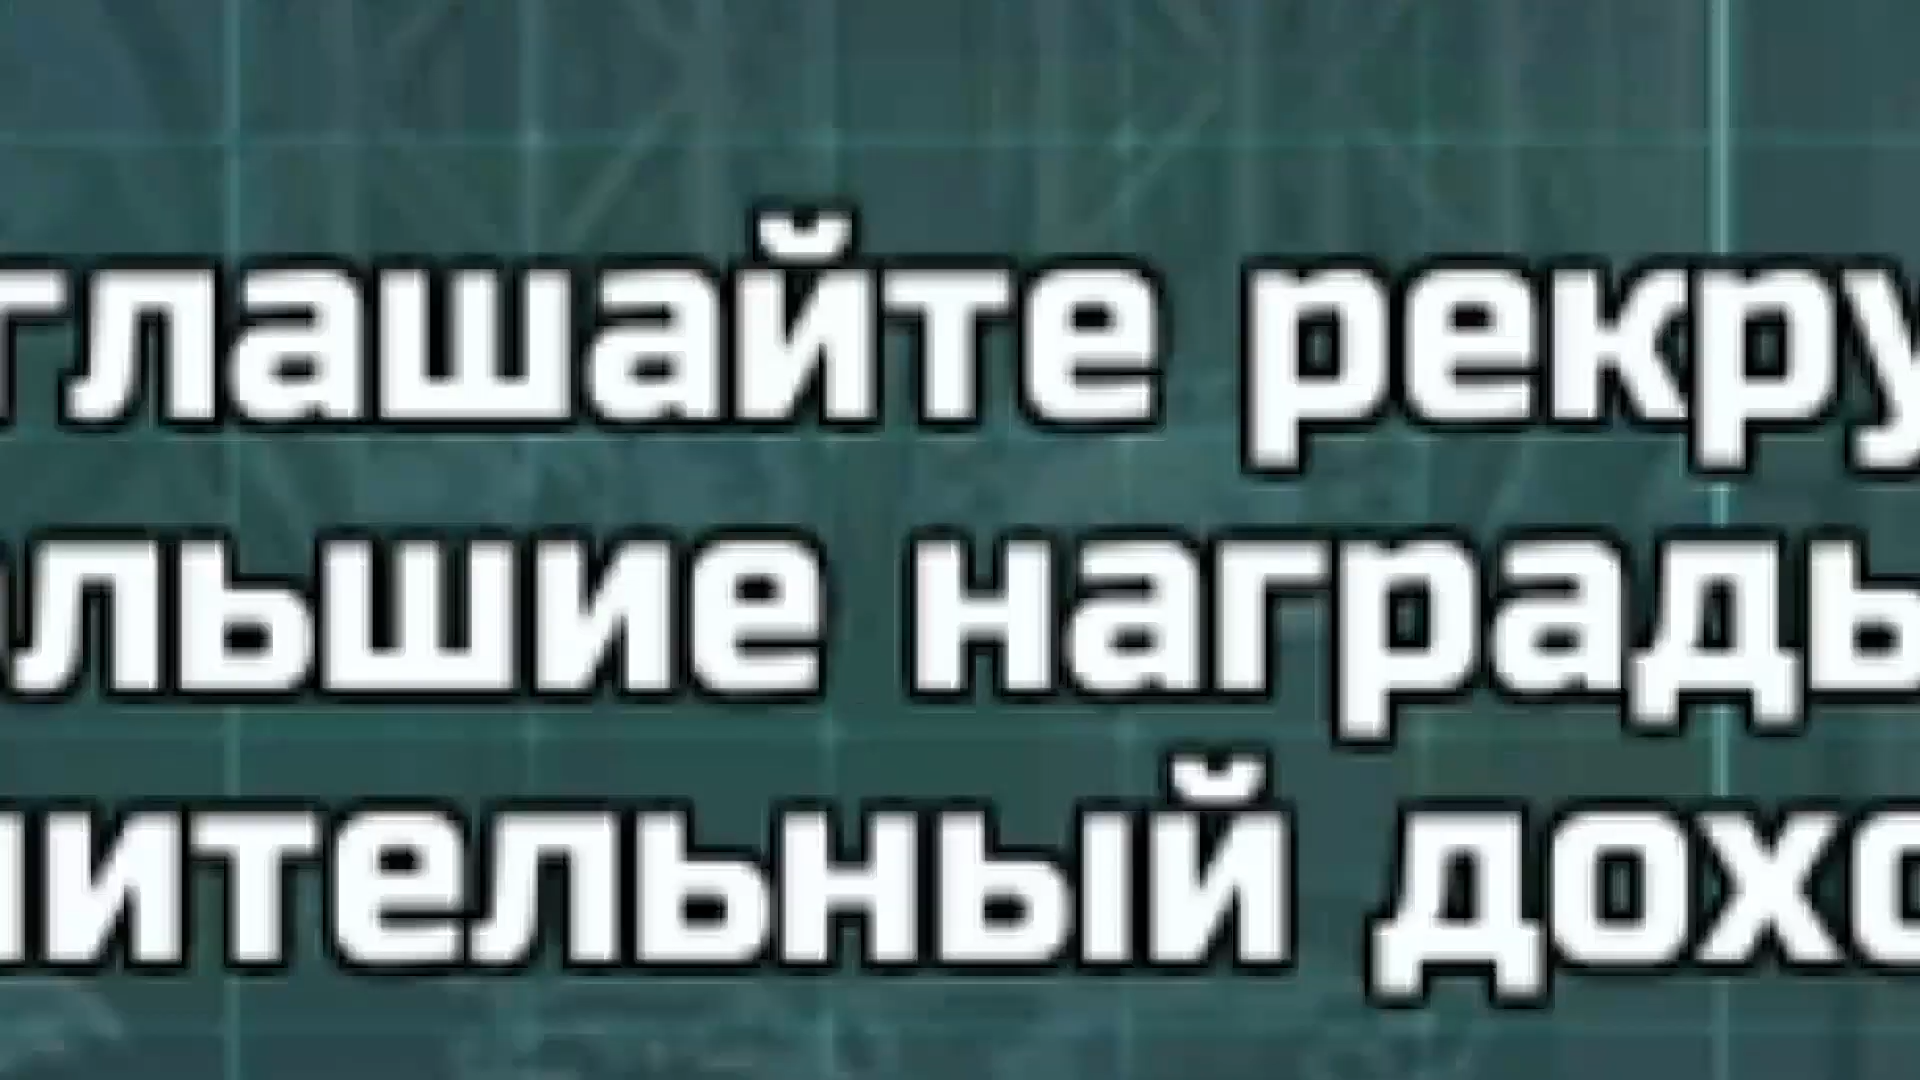 глашайте рекру
льшие награды
ительный дохо